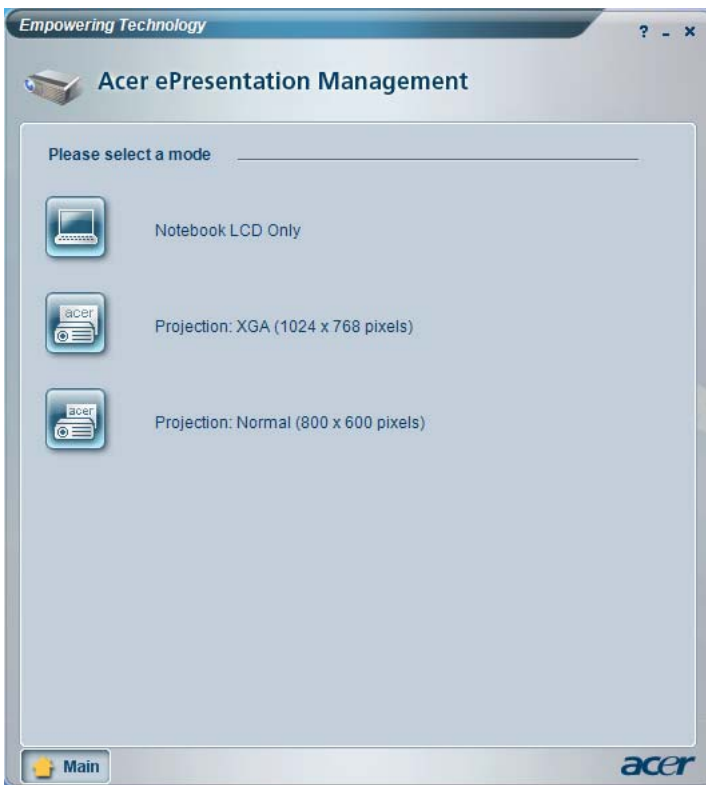 Empowering Technology
? - ×
Acer ePresentation Management
Please select a mode
Notebook LCD Only
acer
Projection: XGA (1024 x 768 pixels)
acer
Projection: Normal (800 x 600 pixels)
Main
acer